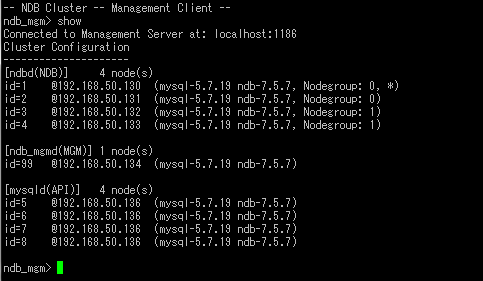 -- NDB Cluster -- Management Client --
ndb_mgm> show
Connected to Management Server at: localhost:1186
Cluster Configuration
---------------------
[ndbd(NDB)]     4 node(s)
id=1    @192.168.50.130  (mysql-5.7.19 ndb-7.5.7, Nodegroup: 0, *)
id=2    @192.168.50.131  (mysql-5.7.19 ndb-7.5.7, Nodegroup: 0)
id=3    @192.168.50.132  (mysql-5.7.19 ndb-7.5.7, Nodegroup: 1)
id=4    @192.168.50.133  (mysql-5.7.19 ndb-7.5.7, Nodegroup: 1)
[ndb_mgmd(MGM)] 1 node(s)
id=99   @192.168.50.134  (mysql-5.7.19 ndb-7.5.7)
[mysqld(API)]   4 node(s)
id=5    @192.168.50.136  (mysql-5.7.19 ndb-7.5.7)
id=6    @192.168.50.136  (mysql-5.7.19 ndb-7.5.7)
id=7    @192.168.50.136  (mysql-5.7.19 ndb-7.5.7)
id=8    @192.168.50.136  (mysql-5.7.19 ndb-7.5.7)
ndb_mgm>